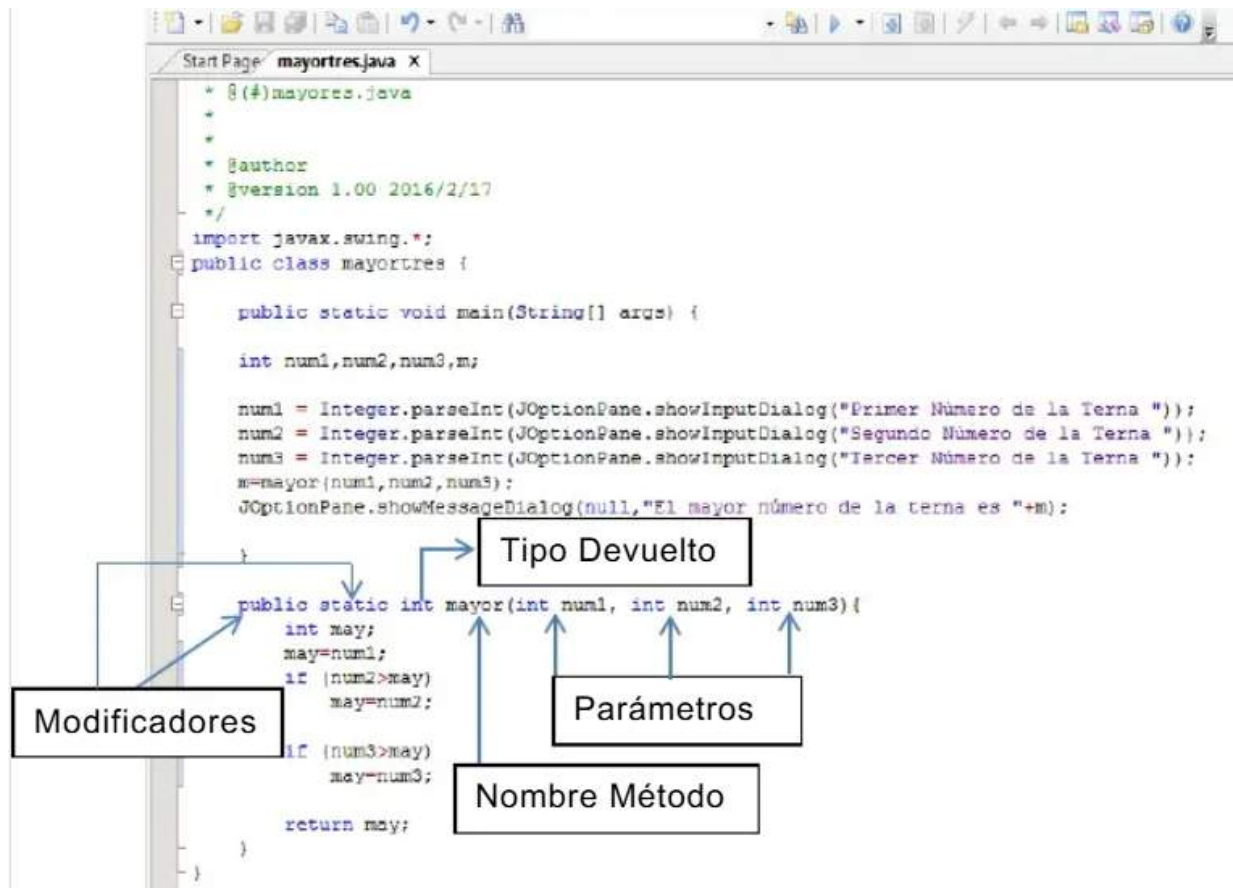 Start Page mayortres.java X
* @(#)mayores.java
*
*
* @author
* @version 1.00 2016/2/17
*/
import javax.swing.*;
public class mayortres {
public static void main(String[] args) {
int num1,num2,num3,m;
num1 = Integer.parseInt(JOptionPane.showInputDialog("Primer Número de la Terna "));
num2 = Integer.parseInt(JOptionPane.showInputDialog("Segundo Número de la Terna "));
num3 = Integer.parseInt(JOptionPane.showInputDialog("Tercer Número de la Terna "));
m=mayor(num1,num2,num3);
JOptionPane.showMessageDialog(null,"El mayor número de la terna es "+m);
}
Tipo Devuelto
public static int mayor(int num1, int num2, int num3){
int may;
may=num1;
if (num2>may)
may=num2;
Modificadores
Parámetros
if (num3>may)
may=num3;
Nombre Método
return may;
}
}